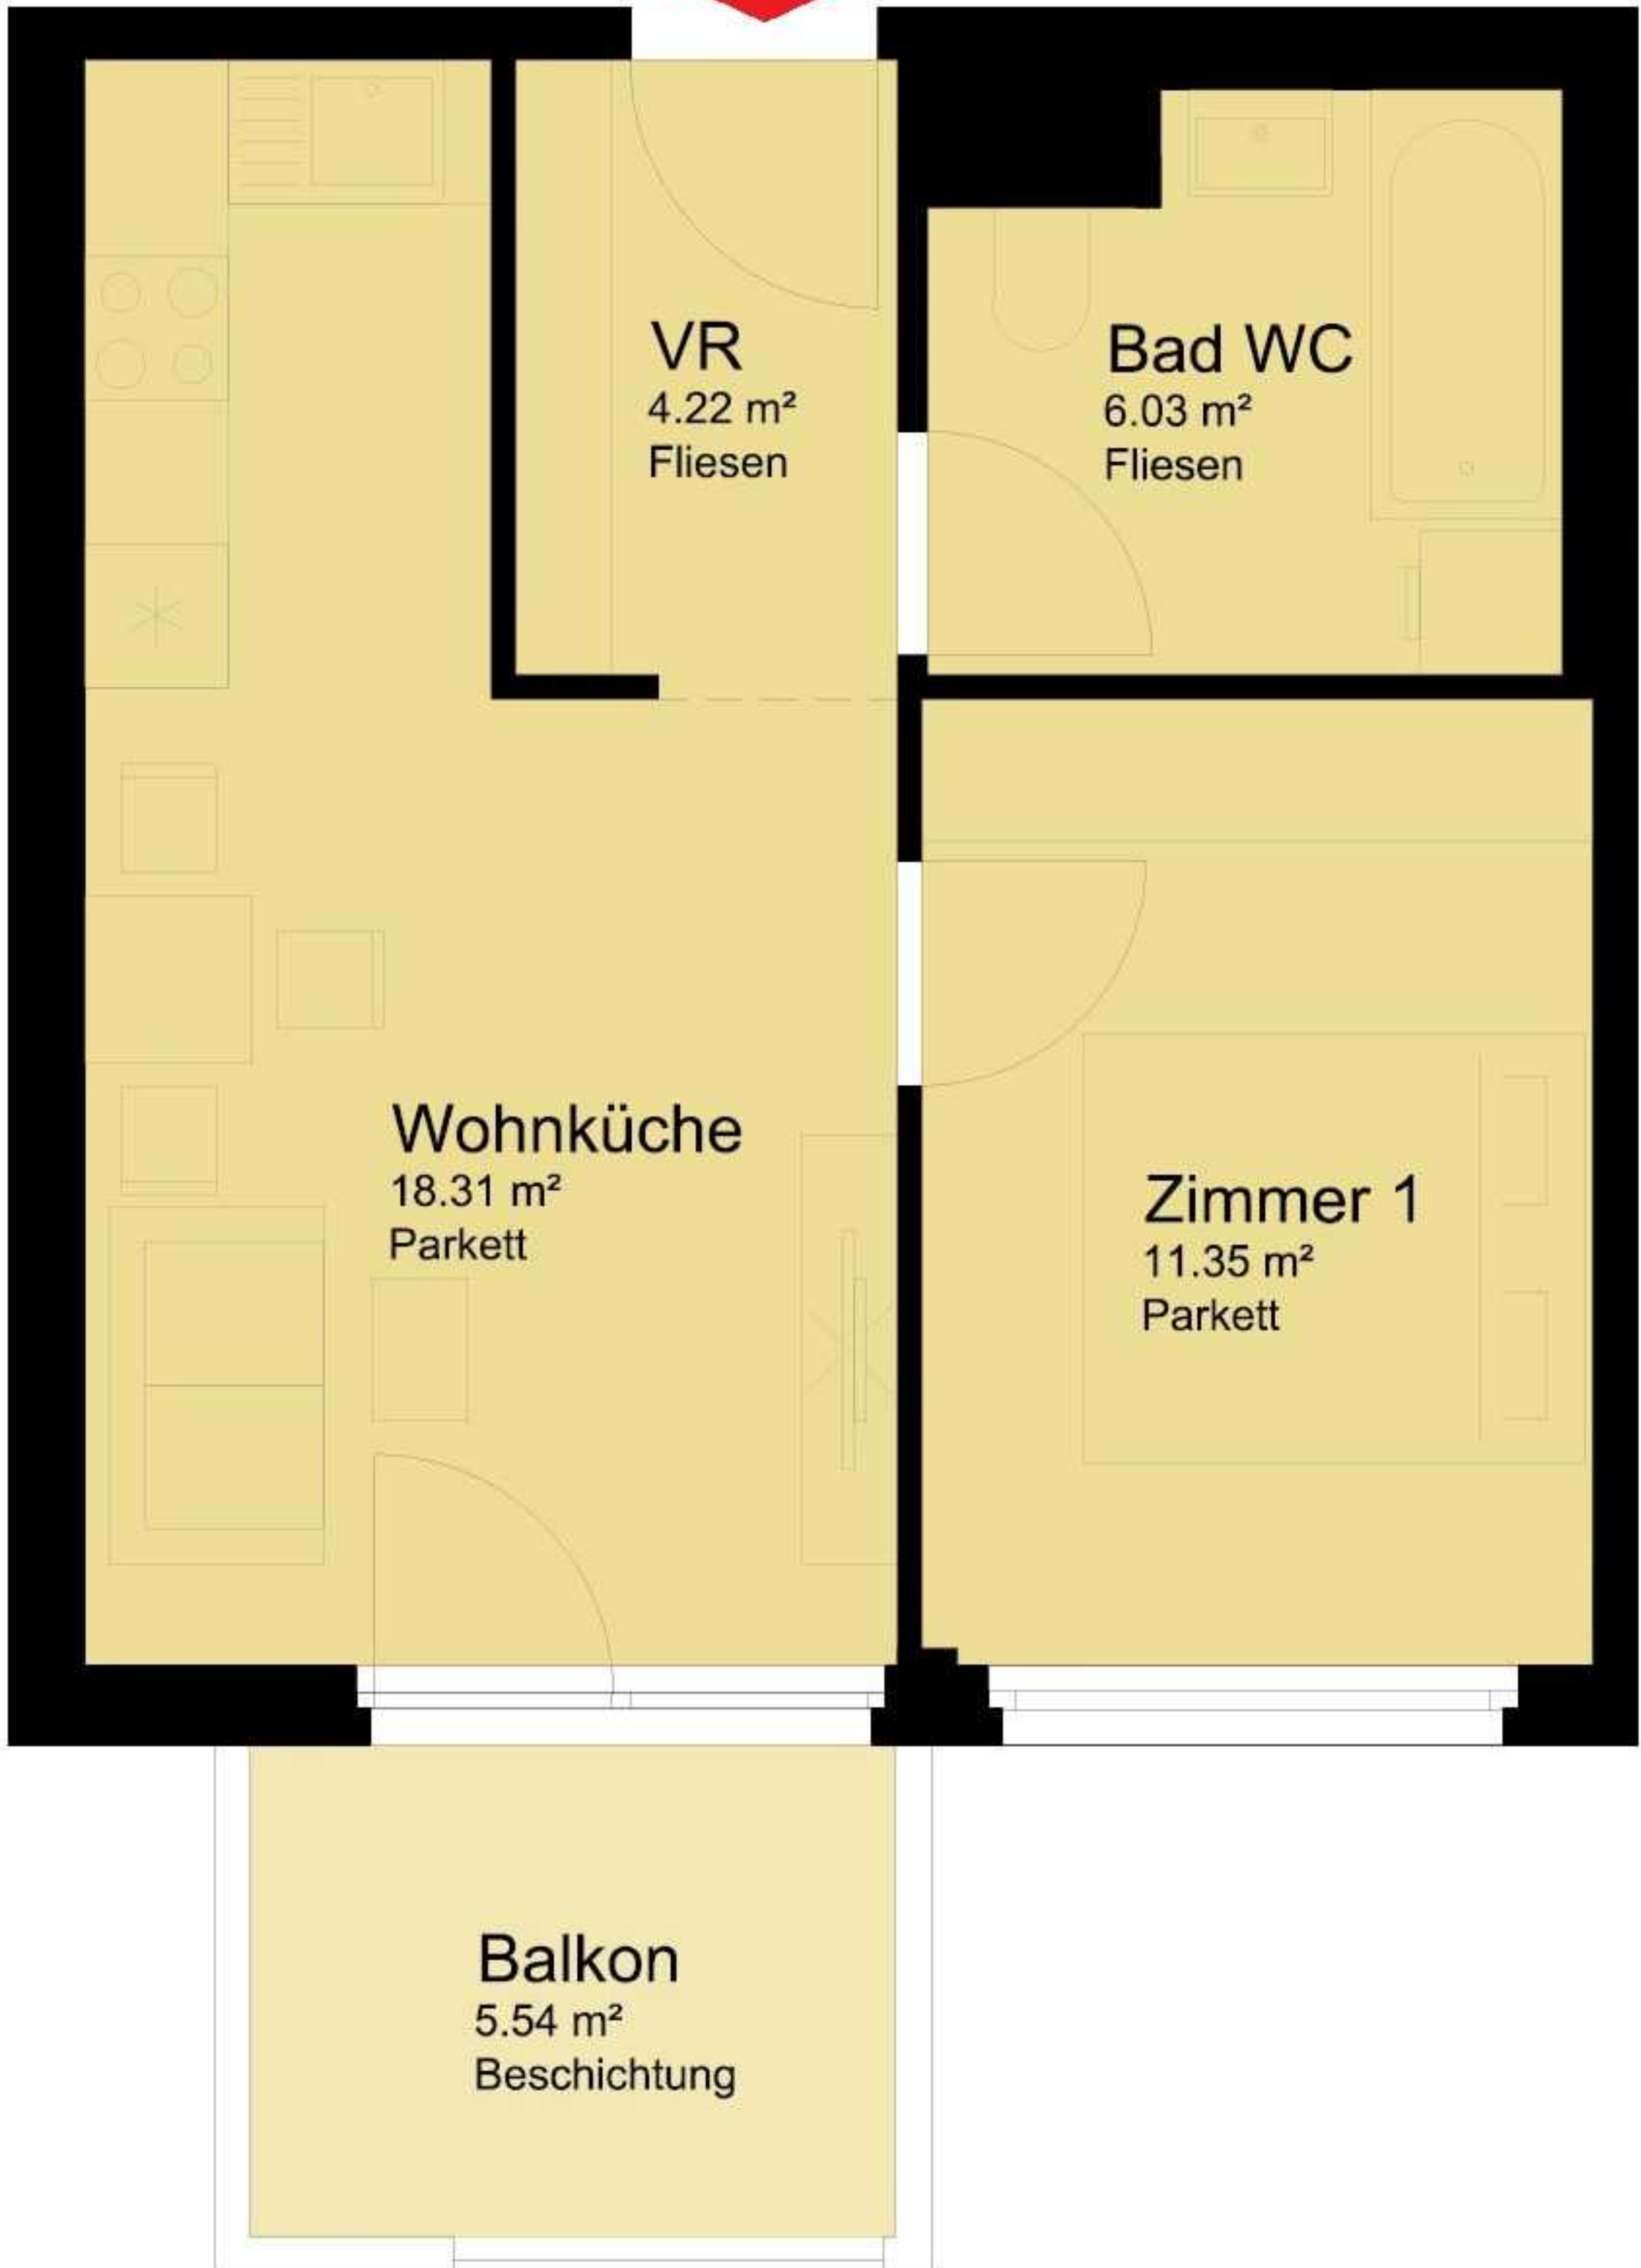 VR
4.22 m²
Fliesen
Bad WC
6.03 m²
Fliesen
Wohnküche
18.31 m²
Parkett
Zimmer 1
11.35 m²
Parkett
Balkon
5.54 m²
Beschichtung